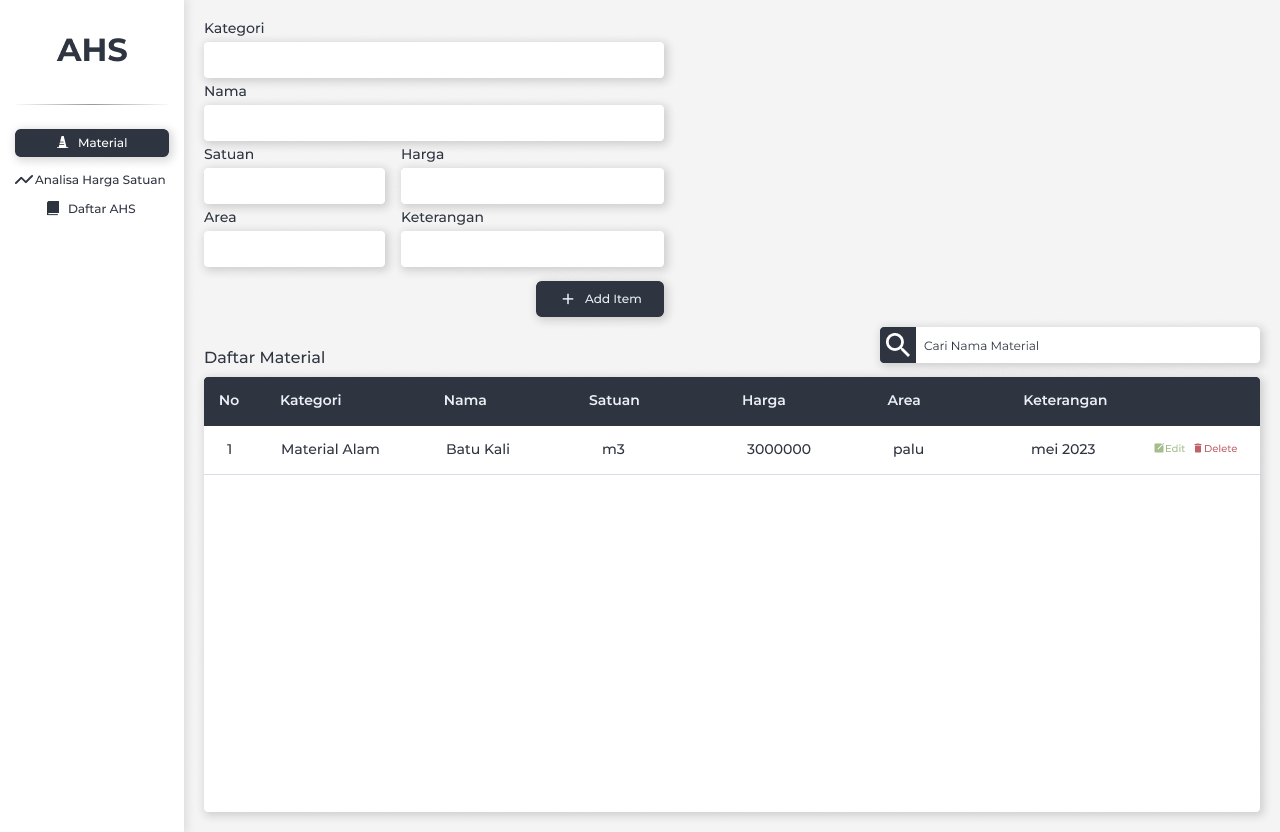 AHS
Material
Analisa Harga Satuan
Daftar AHS
Kategori
Nama
Satuan Harga
Area Keterangan
Add Item
Cari Nama Material
Daftar Material
No Kategori Nama Satuan Harga Area Keterangan
1 Material Alam Batu Kali m3 3000000 palu mei 2023 Edit Delete